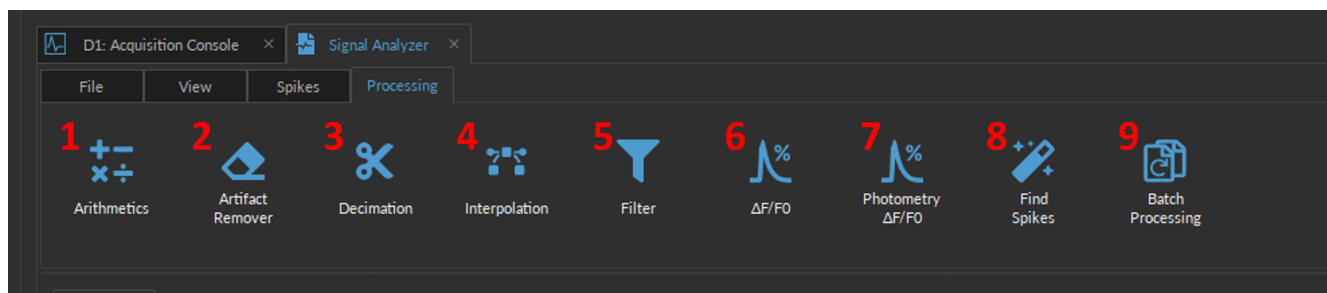 D1: Acquisition Console ×
Signal Analyzer ×
File View Spikes Processing
1 2 3 4 5 6 7 8 9
%
%
Arithmetics
Artifact
Remover
Decimation
Interpolation
Filter
ΔF/F0
Photometry
ΔF/F0
Find
Spikes
Batch
Processing